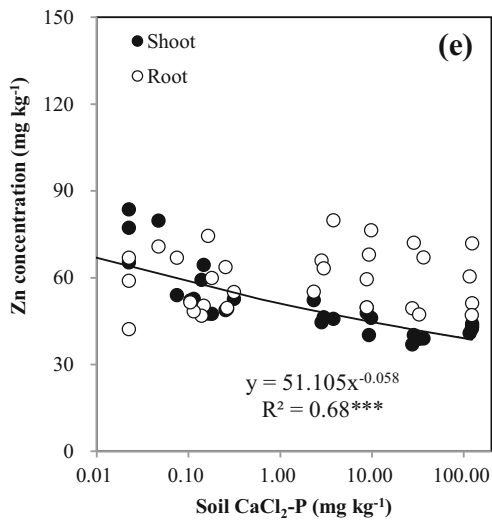 (e)
Shoot
Root
Zn concentration (mg kg⁻¹)
150
120
90
60
30
0
y = 51.105x⁻⁰·⁰⁵⁸
R² = 0.68***
0.01
0.10
1.00
10.00
100.00
Soil CaCl₂-P (mg kg⁻¹)